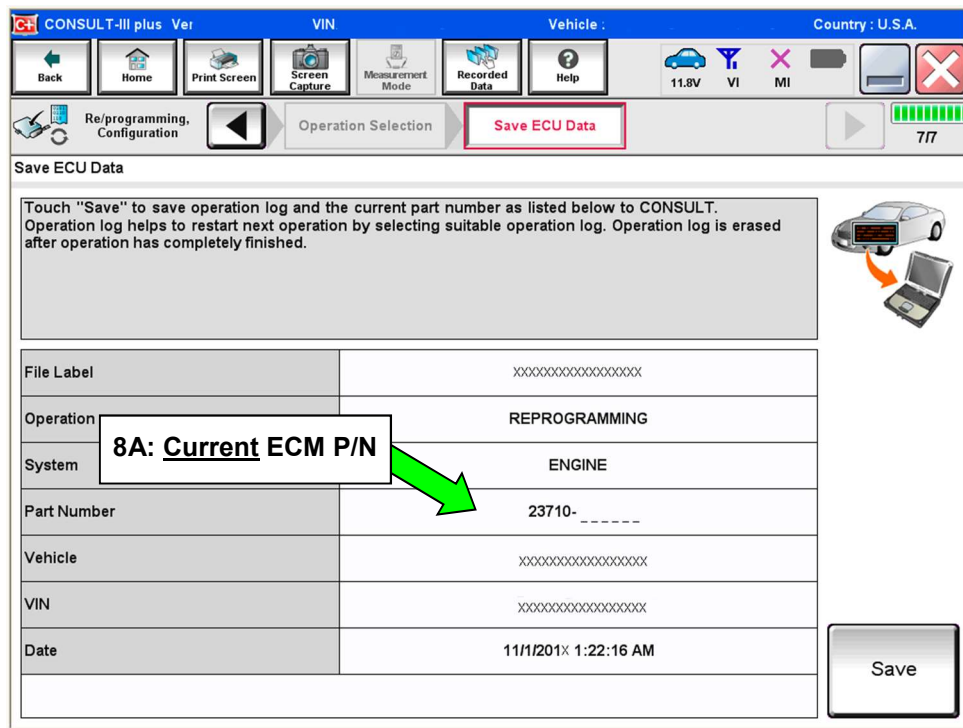 C+ CONSULT-III plus Ver VIN. Vehicle : Country : U.S.A.
Back Home Print Screen Screen Capture Measurement Mode Recorded Data Help 11.8V VI MI
Re/programming, Configuration Operation Selection Save ECU Data 7/7
Save ECU Data
Touch "Save" to save operation log and the current part number as listed below to CONSULT.
Operation log helps to restart next operation by selecting suitable operation log. Operation log is erased
after operation has completely finished.
File Label XXXXXXXXXXXXXXXXX
Operation REPROGRAMMING
8A: Current ECM P/N
System ENGINE
Part Number 23710-_ _ _ _ _ _
Vehicle XXXXXXXXXXXXXXXXX
VIN XXXXXXXXXXXXXXXXX
Date 11/1/201X 1:22:16 AM
Save